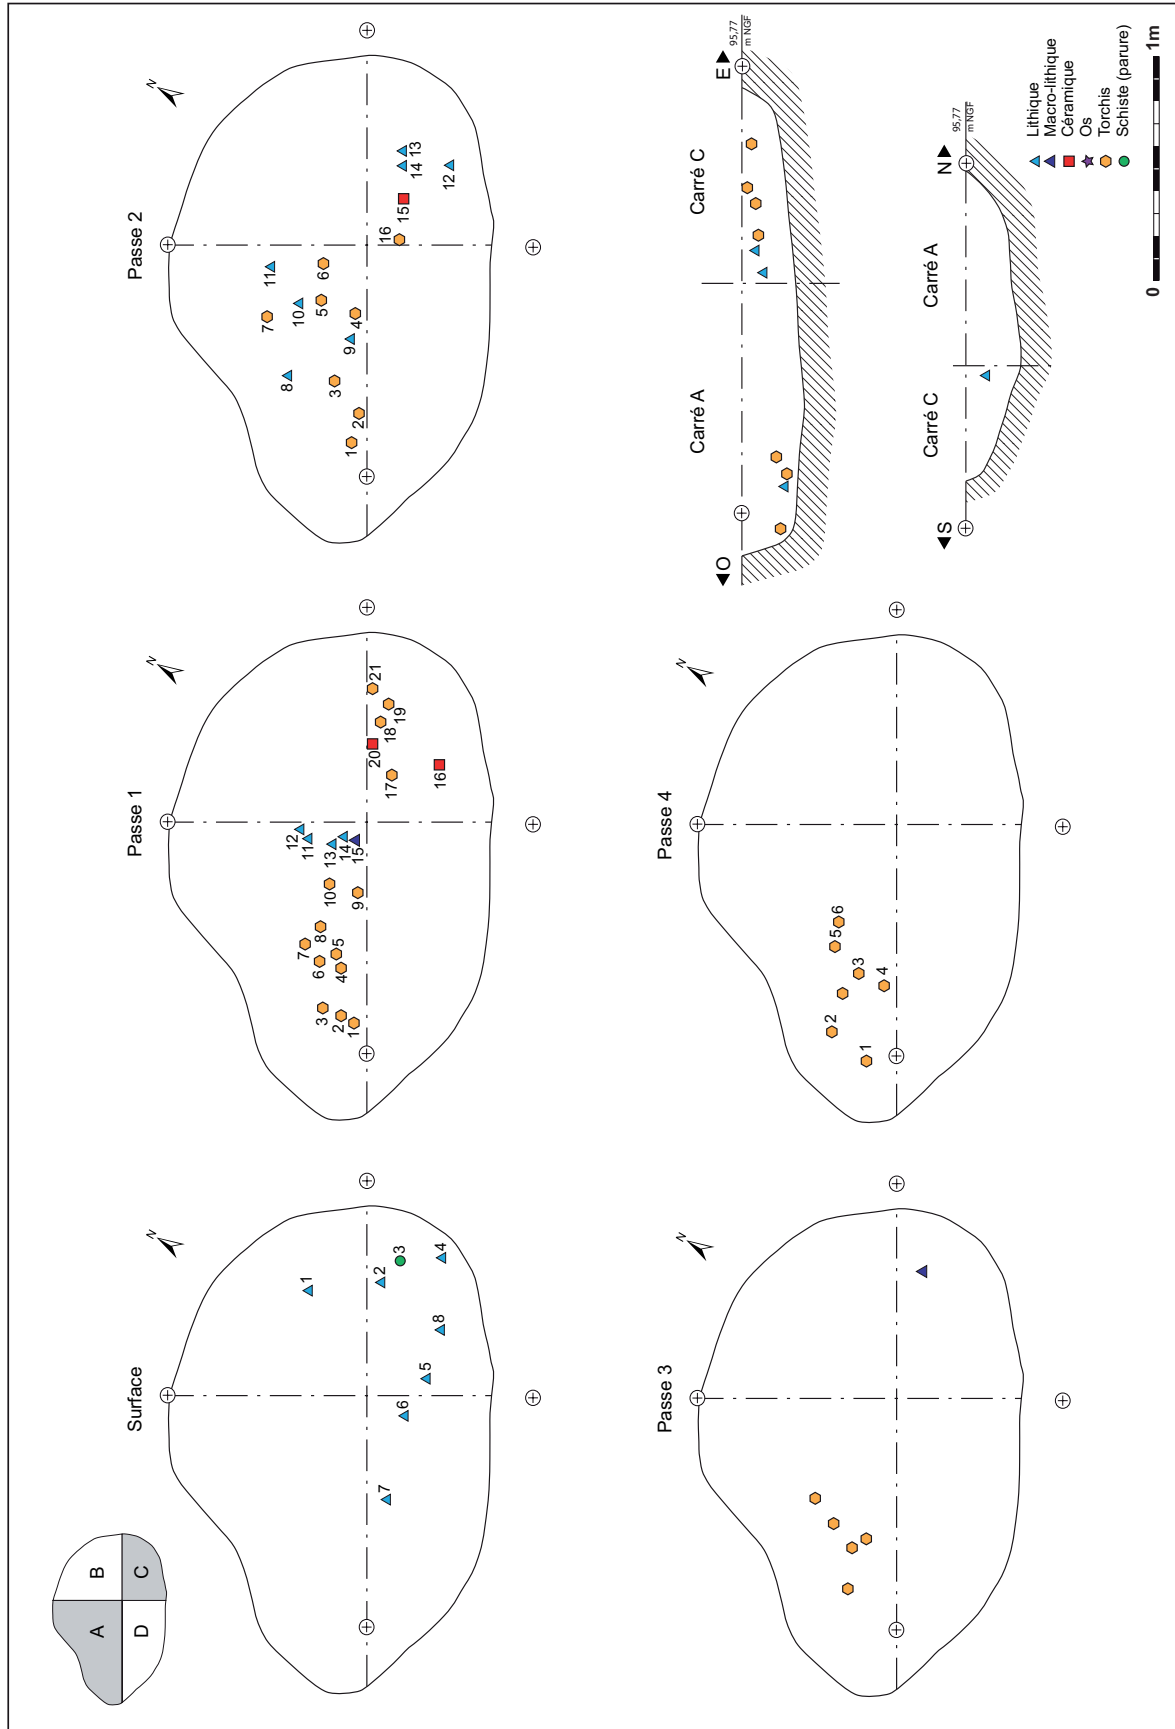 A
B
C
D
Surface
N
1
2
3
4
5
6
7
8
Passe 1
N
1
2
3
4
5
6
7
8
9
10
11
12
13
14
15
16
17
18
19
20
21
Passe 2
N
1
2
3
4
5
6
7
8
9
10
11
12
13
14
15
16
Passe 3
N
Passe 4
N
1
2
3
4
5
6
O
Carré A
Carré C
E
95,77
m NGF
S
Carré C
Carré A
N
95,77
m NGF
Lithique
Macro-lithique
Céramique
Os
Torchis
Schiste (parure)
0 1m